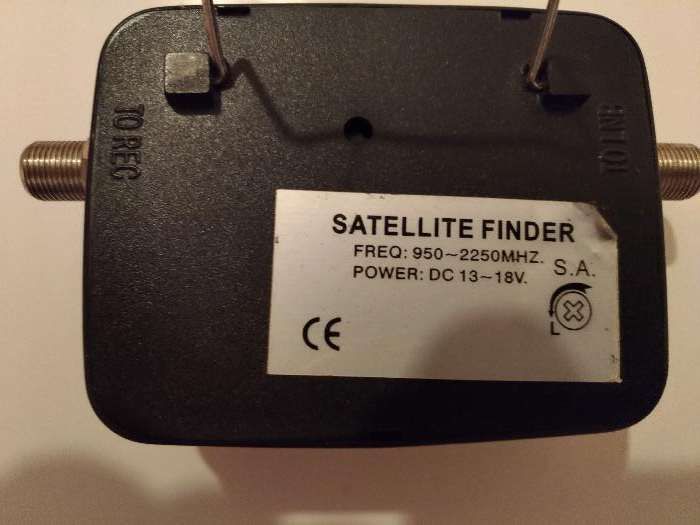 TO REC
TO LNB
SATELLITE FINDER
FREQ: 950~2250MHZ.
POWER: DC 13~18V.
S.A.
L
CE